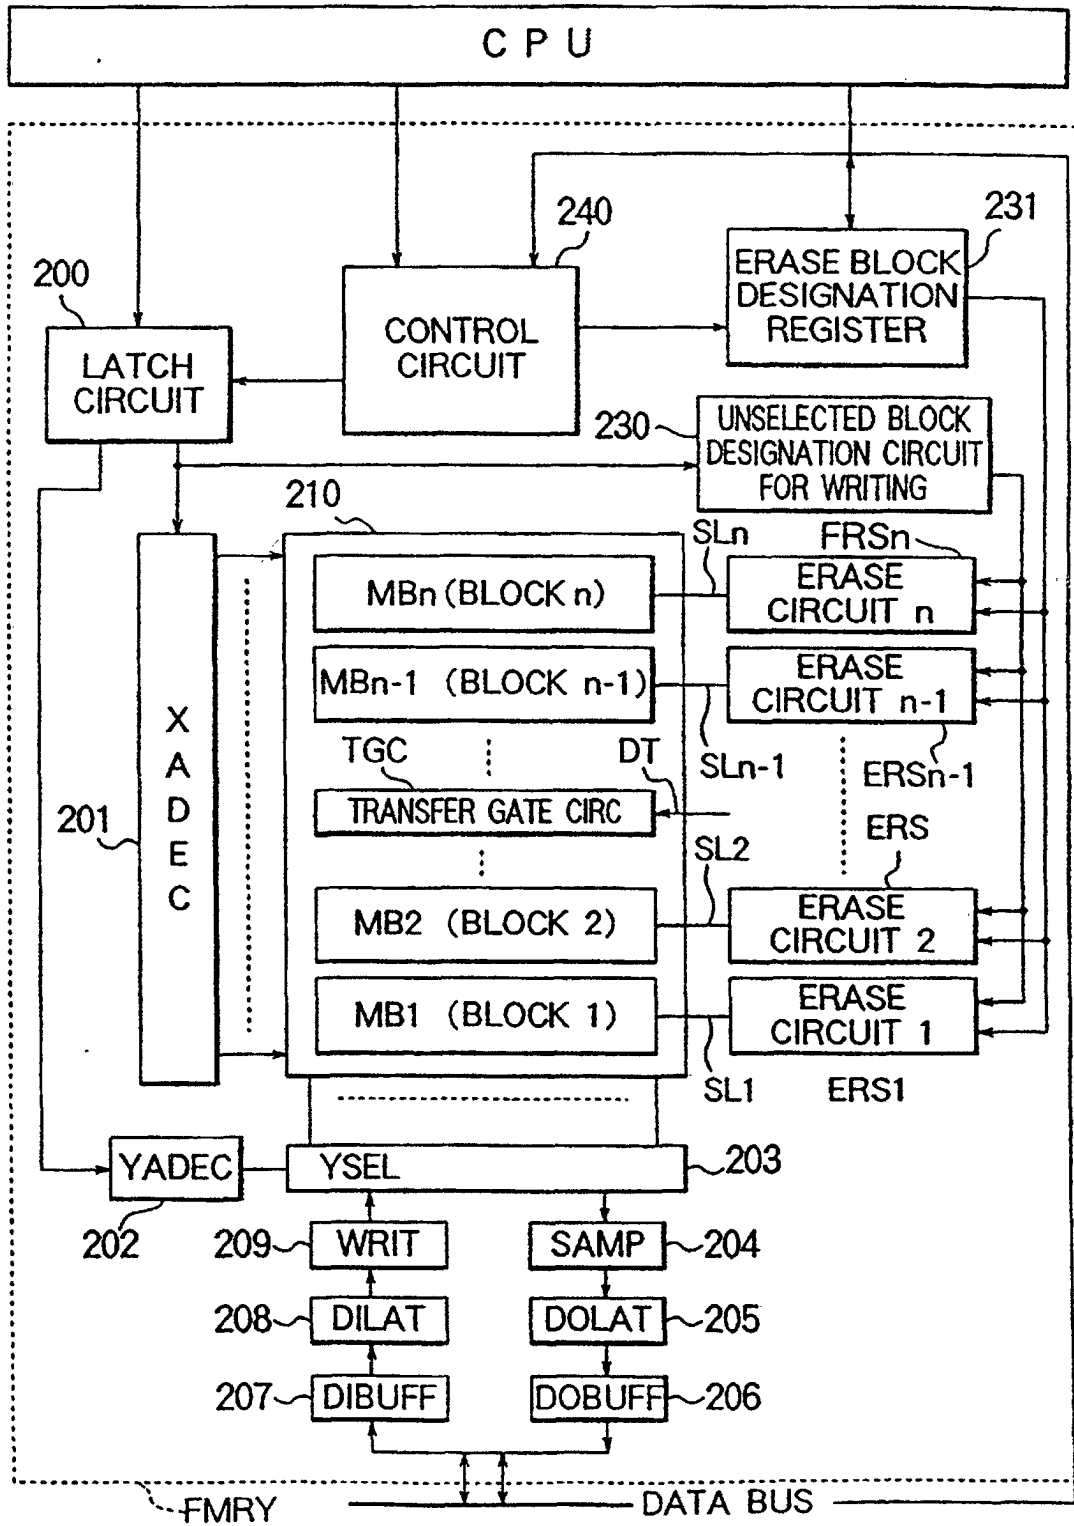 CPU
240
231
200
ERASE BLOCK
DESIGNATION
REGISTER
CONTROL
CIRCUIT
LATCH
CIRCUIT
230
UNSELECTED BLOCK
DESIGNATION CIRCUIT
FOR WRITING
210
SLn
FRSn
MBn (BLOCK n)
ERASE
CIRCUIT n
MBn-1 (BLOCK n-1)
ERASE
CIRCUIT n-1
X
A
D
E
C
201
TGC
DT
SLn-1
ERSn-1
TRANSFER GATE CIRC
ERS
SL2
MB2 (BLOCK 2)
ERASE
CIRCUIT 2
MB1 (BLOCK 1)
ERASE
CIRCUIT 1
SL1
ERS1
YADEC
YSEL
203
202
209
WRIT
SAMP
204
208
DILAT
DOLAT
205
207
DIBUFF
DOBUFF
206
FMRY
DATA BUS